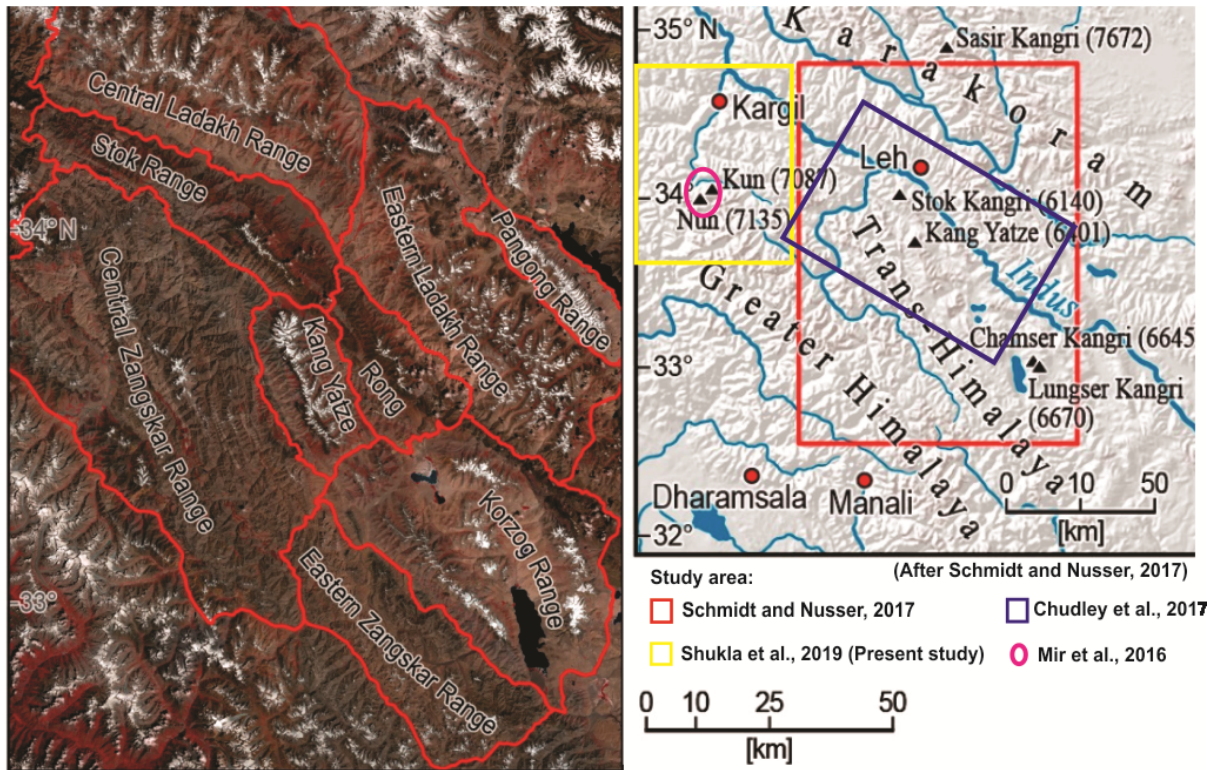 Central Ladakh Range
Stok Range
34° N
Central Zangskar Range
Eastern Ladakh Range
Pangong Range
Kang Yatze
Rong
33°
Korzog Range
Eastern Zangskar Range
35° N
Karakoram
Sasir Kangri (7672)
Kargil
Leh
34°
Kun (7087)
Nun (7135)
Stok Kangri (6140)
Kang Yatze (6401)
Trans-Himalaya
Indus
Greater Himalaya
Chamser Kangri (6645
33°
Lungser Kangri
(6670)
Dharamsala
Manali
0 10 50
[km]
32°
Study area:
(After Schmidt and Nusser, 2017)
Schmidt and Nusser, 2017
Chudley et al., 2017
Shukla et al., 2019 (Present study)
Mir et al., 2016
0 10 25 50
[km]